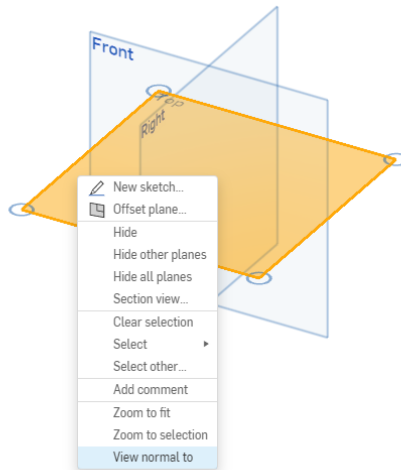 Front
Top
Right
New sketch...
Offset plane...
Hide
Hide other planes
Hide all planes
Section view...
Clear selection
Select
Select other...
Add comment
Zoom to fit
Zoom to selection
View normal to